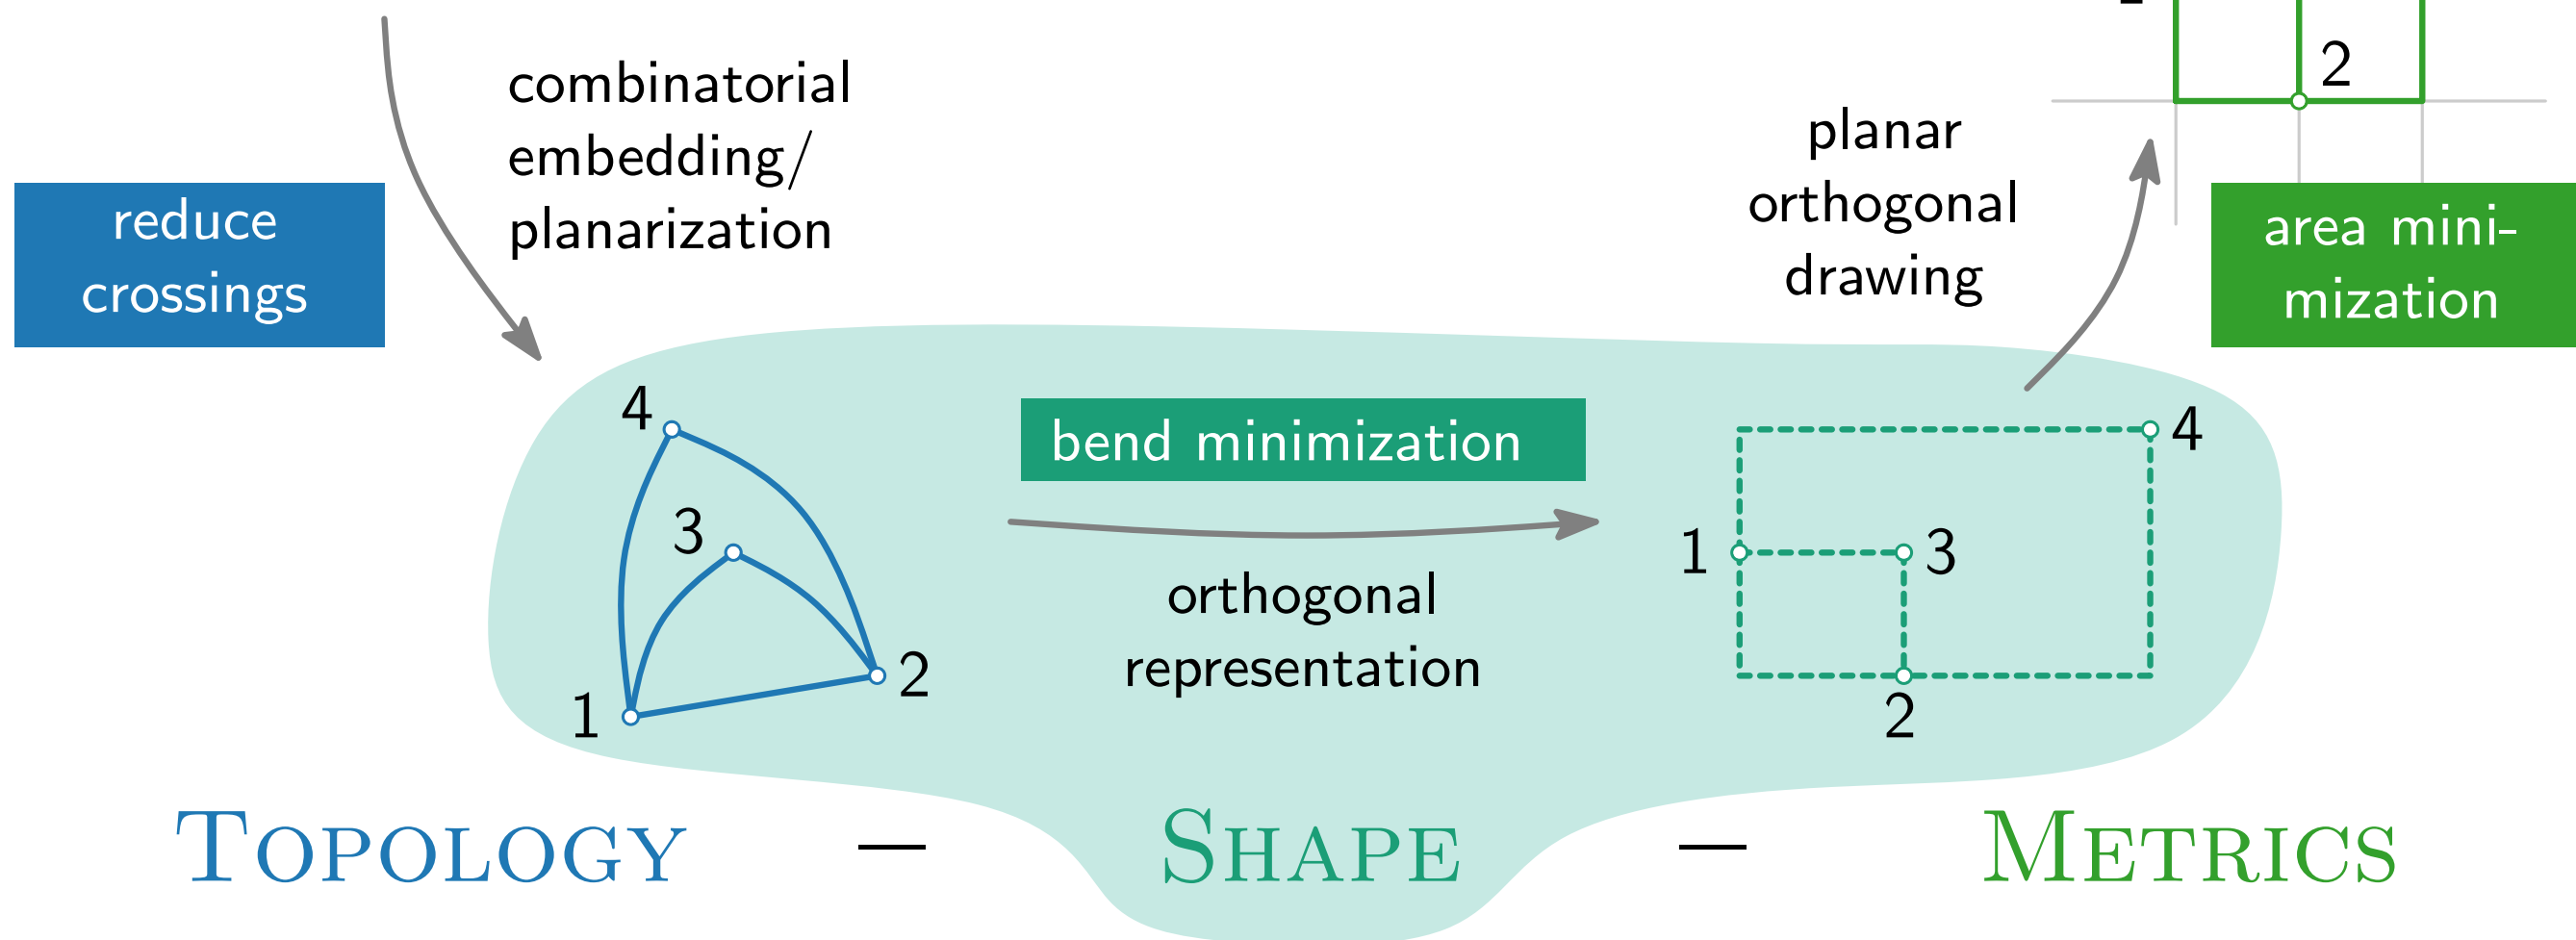 combinatorial
embedding/
planarization
reduce
crossings
2
planar
orthogonal
drawing
area mini-
mization
4
3
1
2
bend minimization
orthogonal
representation
4
1
3
2
TOPOLOGY — SHAPE — METRICS